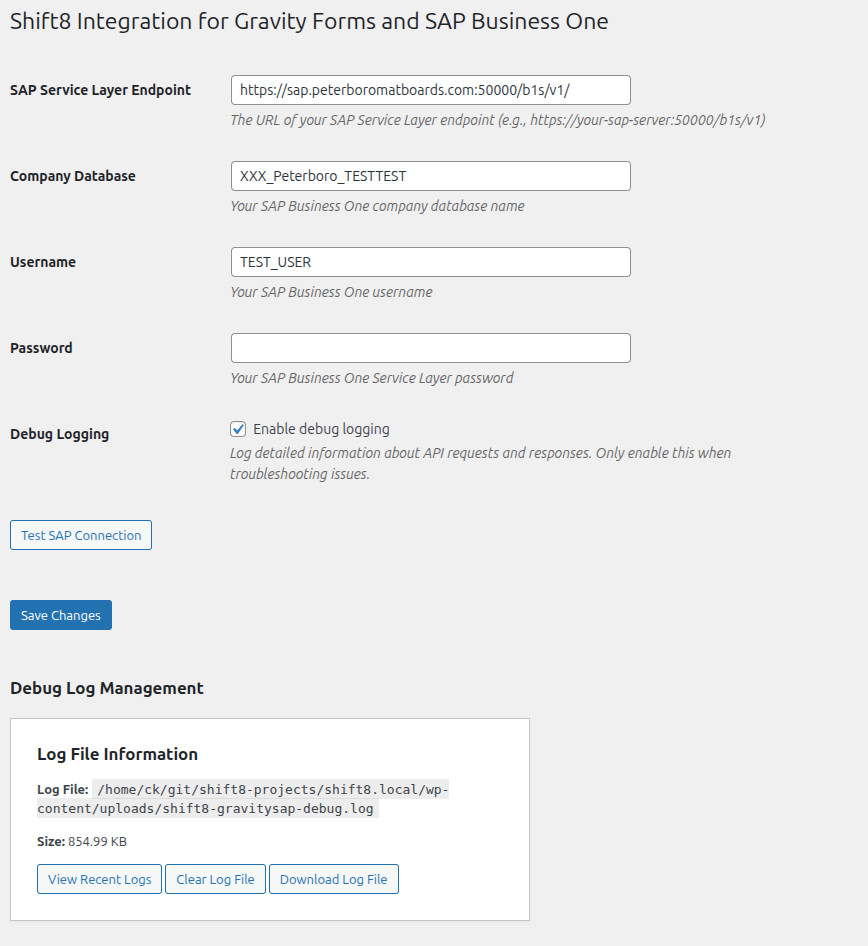 Shift8 Integration for Gravity Forms and SAP Business One
SAP Service Layer Endpoint
https://sap.peterboromatboards.com:50000/b1s/v1/
The URL of your SAP Service Layer endpoint (e.g., https://your-sap-server:50000/b1s/v1)
Company Database
XXX_Peterboro_TESTTEST
Your SAP Business One company database name
Username
TEST_USER
Your SAP Business One username
Password
Your SAP Business One Service Layer password
Debug Logging
Enable debug logging
Log detailed information about API requests and responses. Only enable this when
troubleshooting issues.
Test SAP Connection
Save Changes
Debug Log Management
Log File Information
Log File: /home/ck/git/shift8-projects/shift8.local/wp-
content/uploads/shift8-gravitysap-debug.log
Size: 854.99 KB
View Recent Logs Clear Log File Download Log File